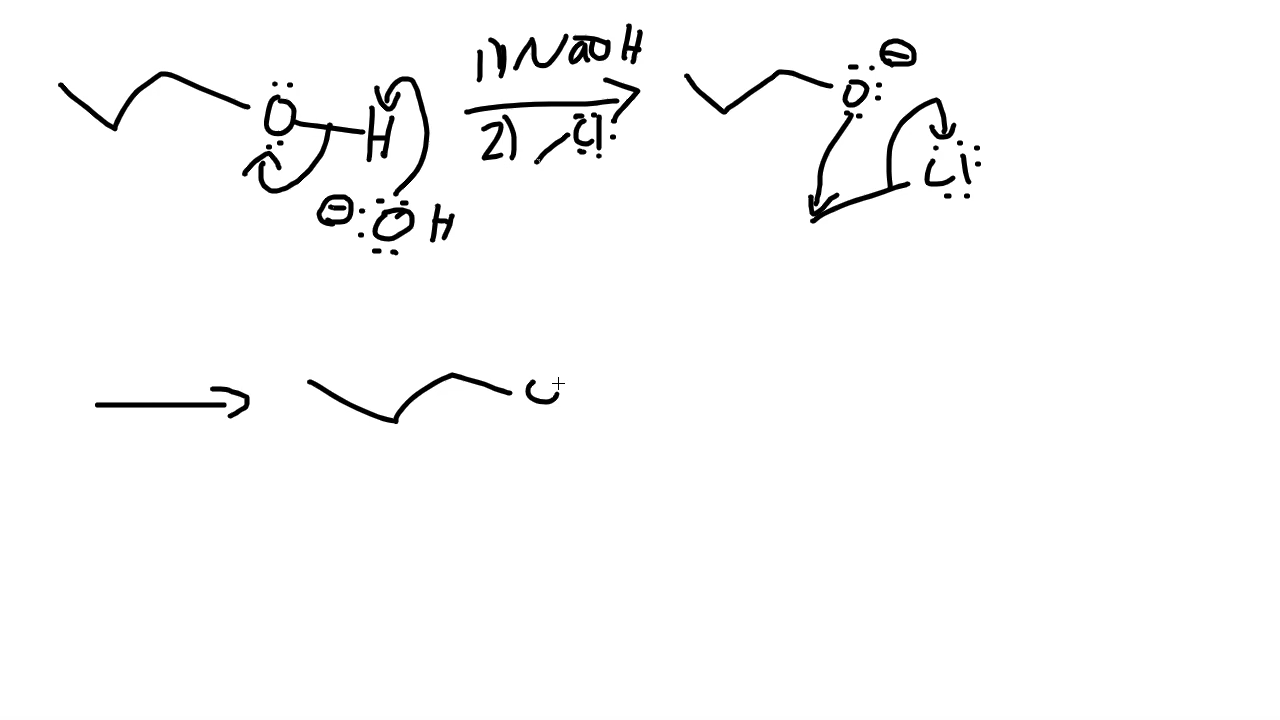 1) NaOH
O H
2) Cl
O ⊖
Cl
⊖ O H